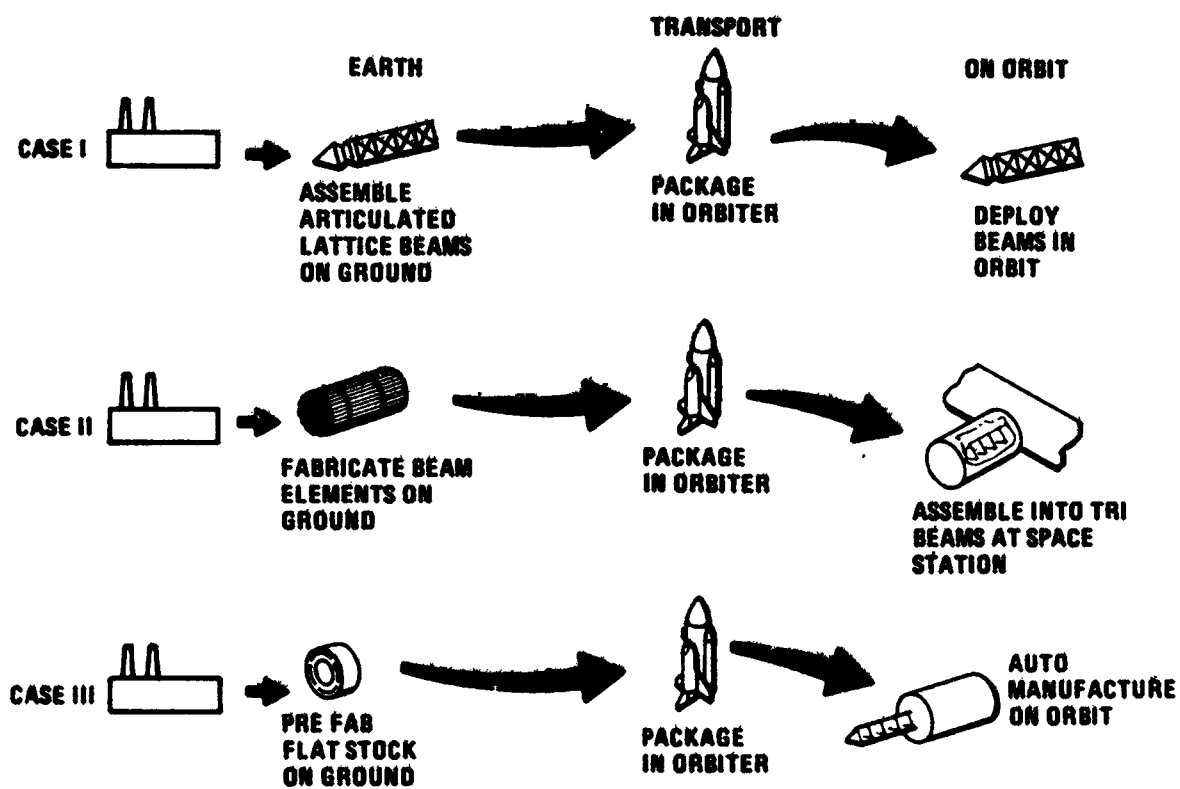 EARTH
TRANSPORT
ON ORBIT
CASE I
ASSEMBLE
ARTICULATED
LATTICE BEAMS
ON GROUND
PACKAGE
IN ORBITER
DEPLOY
BEAMS IN
ORBIT
CASE II
FABRICATE BEAM
ELEMENTS ON
GROUND
PACKAGE
IN ORBITER
ASSEMBLE INTO TRI
BEAMS AT SPACE
STATION
CASE III
PRE FAB
FLAT STOCK
ON GROUND
PACKAGE
IN ORBITER
AUTO
MANUFACTURE
ON ORBIT